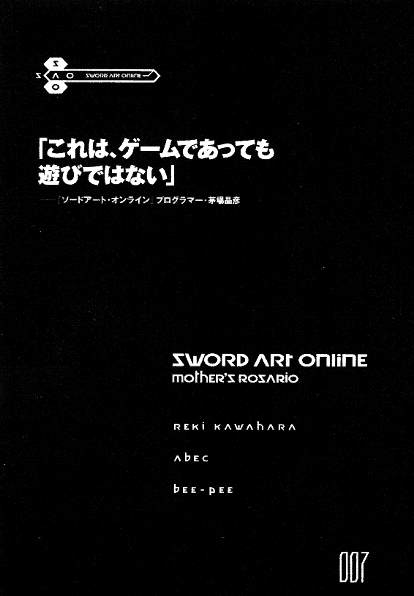 S
SAO SWORD ART ONLINE
O
「これは、ゲームであっても
遊びではない」
――『ソードアート・オンライン』プログラマー・茅場晶彦
SWORD ART ONLINE
MOTHER'S ROSARIO
REKI KAWAHARA
ABEC
BEE-PEE
007